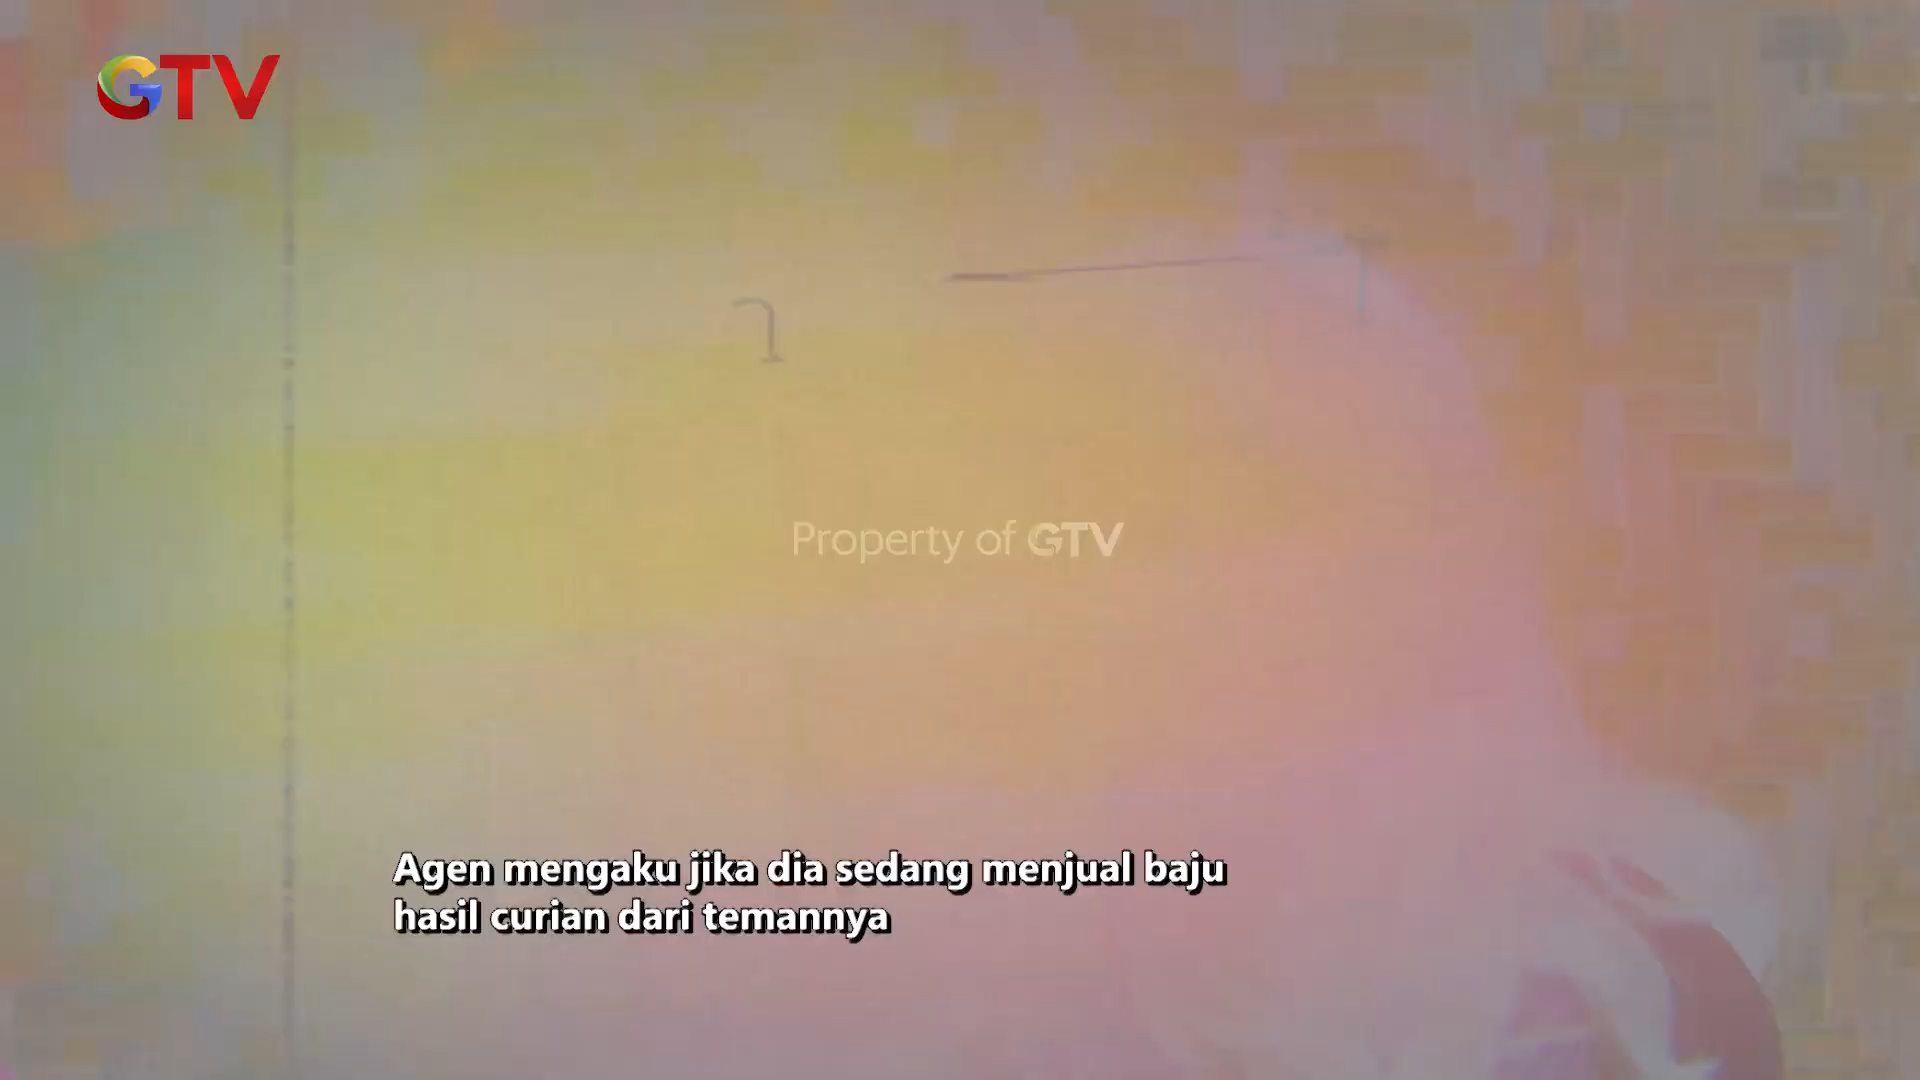 GTV
Property of GTV
Agen mengaku jika dia sedang menjual baju
hasil curian dari temannya